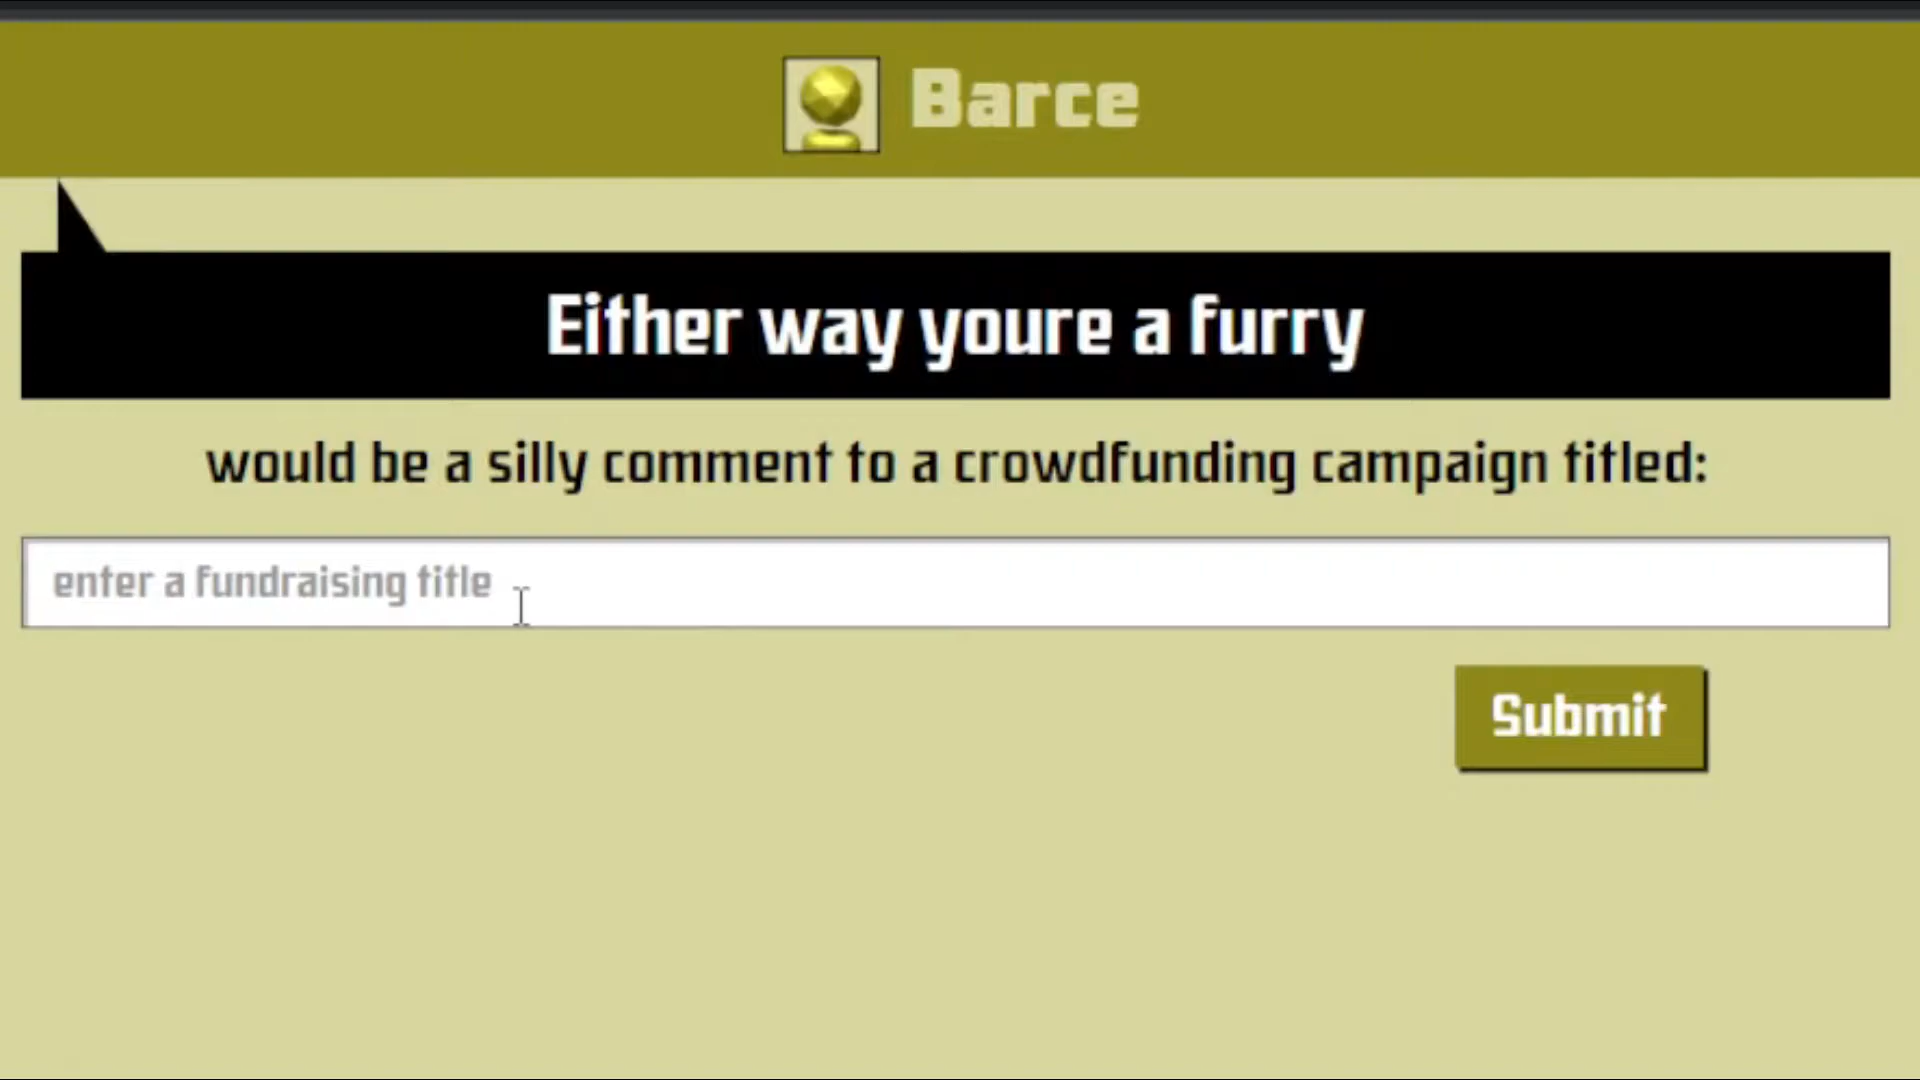 Barce
Either way youre a furry
would be a silly comment to a crowdfunding campaign titled:
enter a fundraising title
Submit